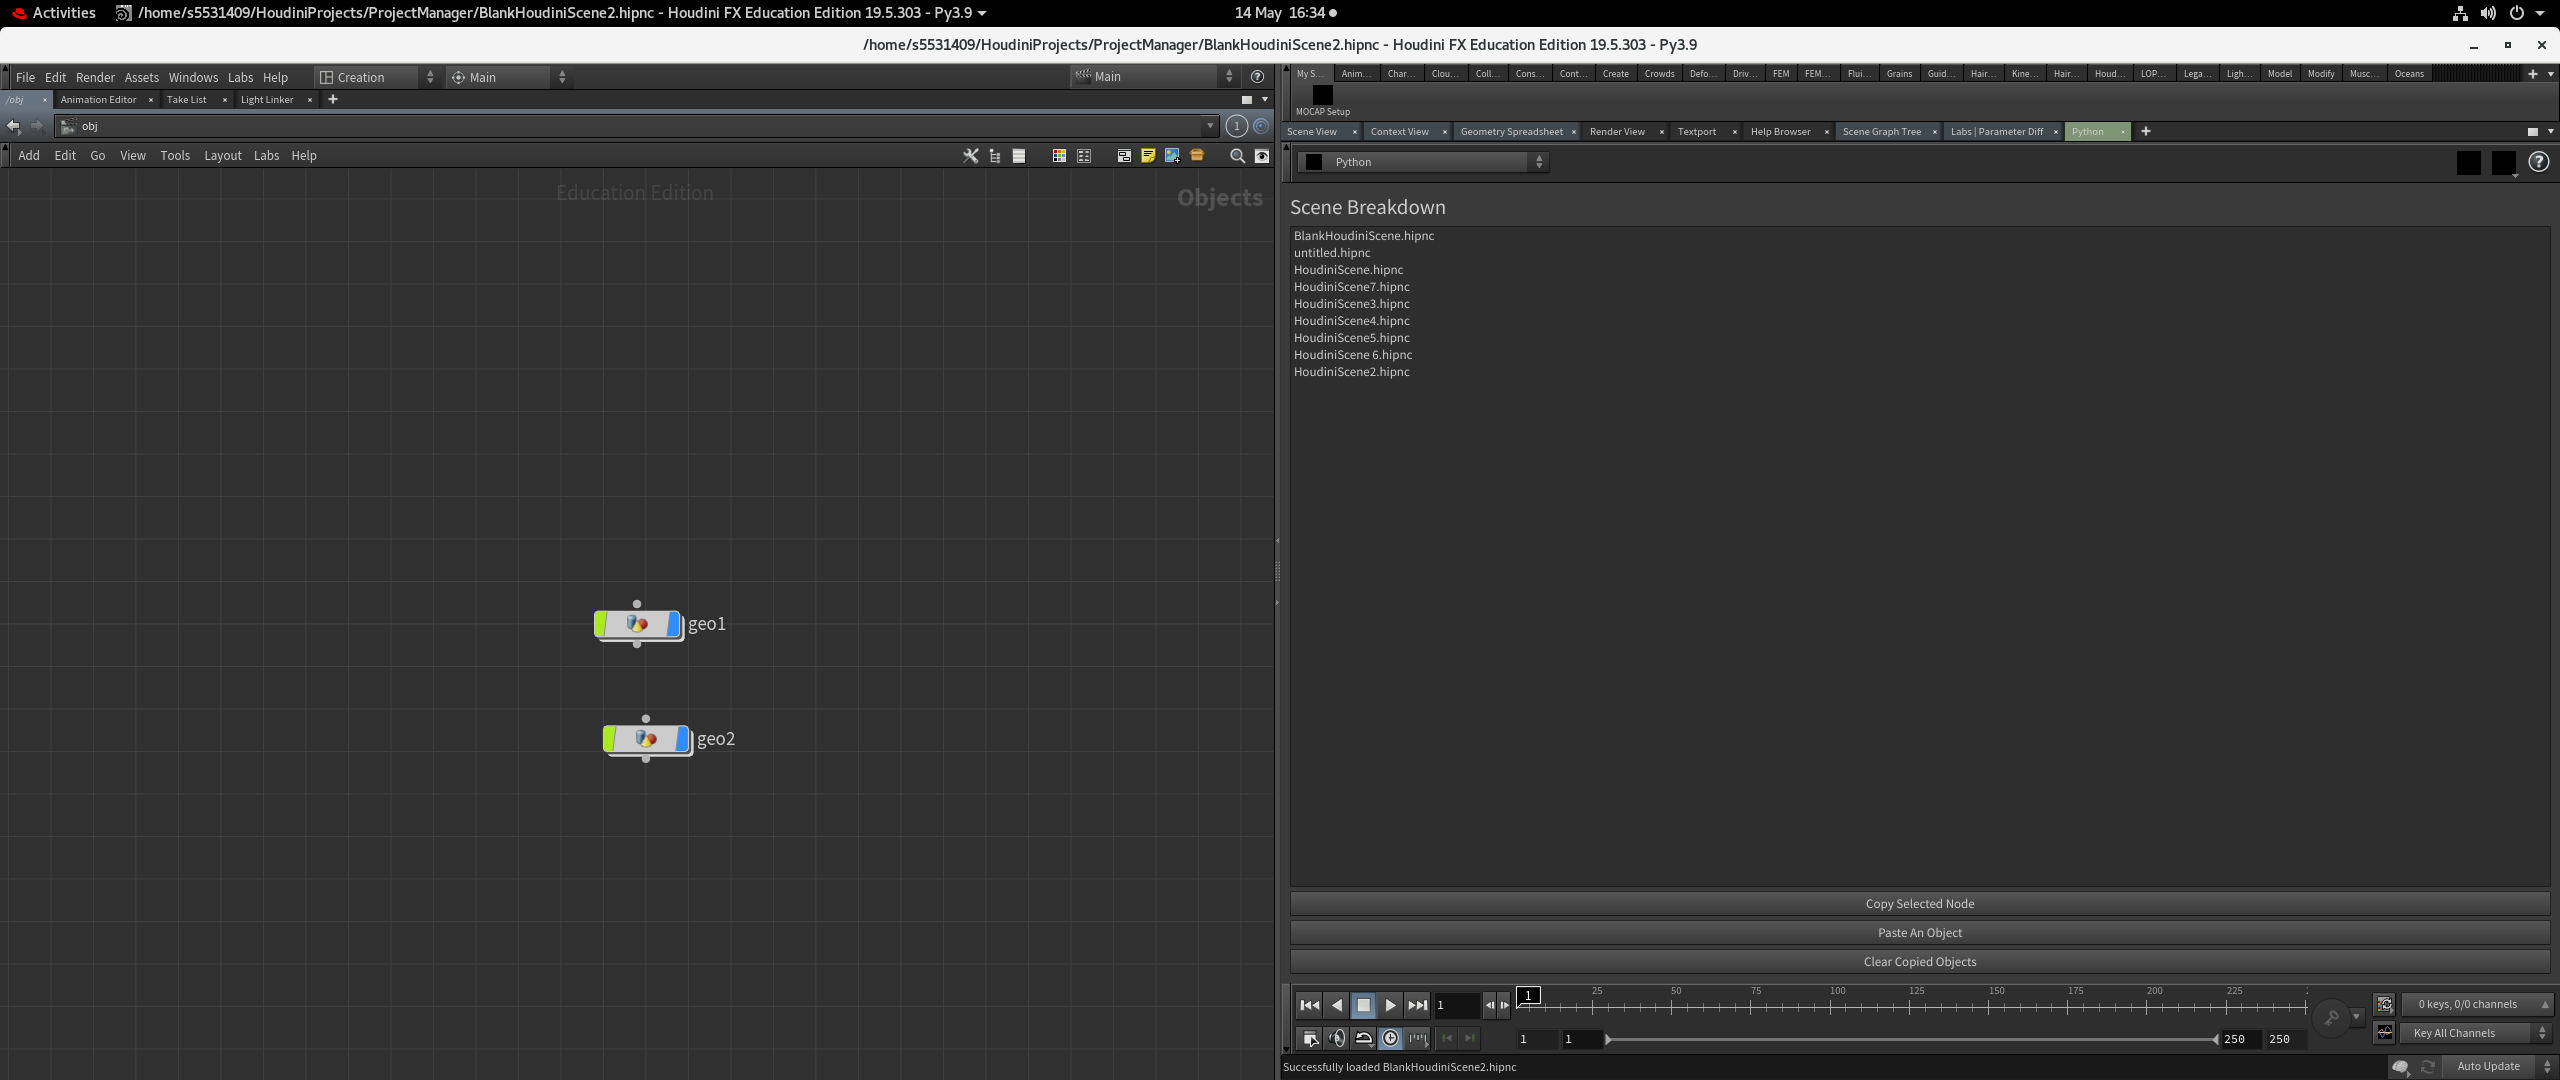 Activities /home/s5531409/HoudiniProjects/ProjectManager/BlankHoudiniScene2.hipnc - Houdini FX Education Edition 19.5.303 - Py3.9 14 May 16:34
/home/s5531409/HoudiniProjects/ProjectManager/BlankHoudiniScene2.hipnc - Houdini FX Education Edition 19.5.303 - Py3.9
File Edit Render Assets Windows Labs Help Creation Main Main
My S... Anim... Char... Clou... Coll... Cons... Cont... Create Crowds Defo... Driv... FEM FEM... Flui... Grains Guid... Hair... Kine... Hair... Houd... LOP... Lega... Ligh... Model Modify Musc... Oceans
MOCAP Setup
/obj Animation Editor Take List Light Linker
obj 1
Scene View Context View Geometry Spreadsheet Render View Textport Help Browser Scene Graph Tree Labs | Parameter Diff Python
Add Edit Go View Tools Layout Labs Help
Python
Education Edition
Objects
geo1
geo2
Scene Breakdown
BlankHoudiniScene.hipnc
untitled.hipnc
HoudiniScene.hipnc
HoudiniScene7.hipnc
HoudiniScene3.hipnc
HoudiniScene4.hipnc
HoudiniScene5.hipnc
HoudiniScene 6.hipnc
HoudiniScene2.hipnc
Copy Selected Node
Paste An Object
Clear Copied Objects
1 1 25 50 75 100 125 150 175 200 225 0 keys, 0/0 channels
1 1 250 250 Key All Channels
Successfully loaded BlankHoudiniScene2.hipnc Auto Update